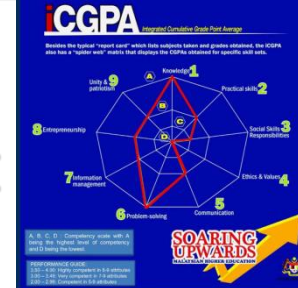 iCGPA Integrated Cumulative Grade Point Average
Besides the typical "report card" which lists subjects taken and grades obtained, the iCGPA
also has a "spider web" matrix that displays the CGPAs obtained for specific skill sets.
Knowledge 1
Practical skills 2
Social Skills 3
Responsibilities
Ethics & Values 4
5
Communication
6 Problem-solving
7 Information
management
8 Entrepreneurship
Unity & 9
patriotism
A
B
C
D
A, B, C, D : Competency scale with A
being the highest level of competency
and D being the lowest.
PERFORMANCE GUIDE:
SOARING
UPWARDS
MALAYSIAN HIGHER EDUCATION